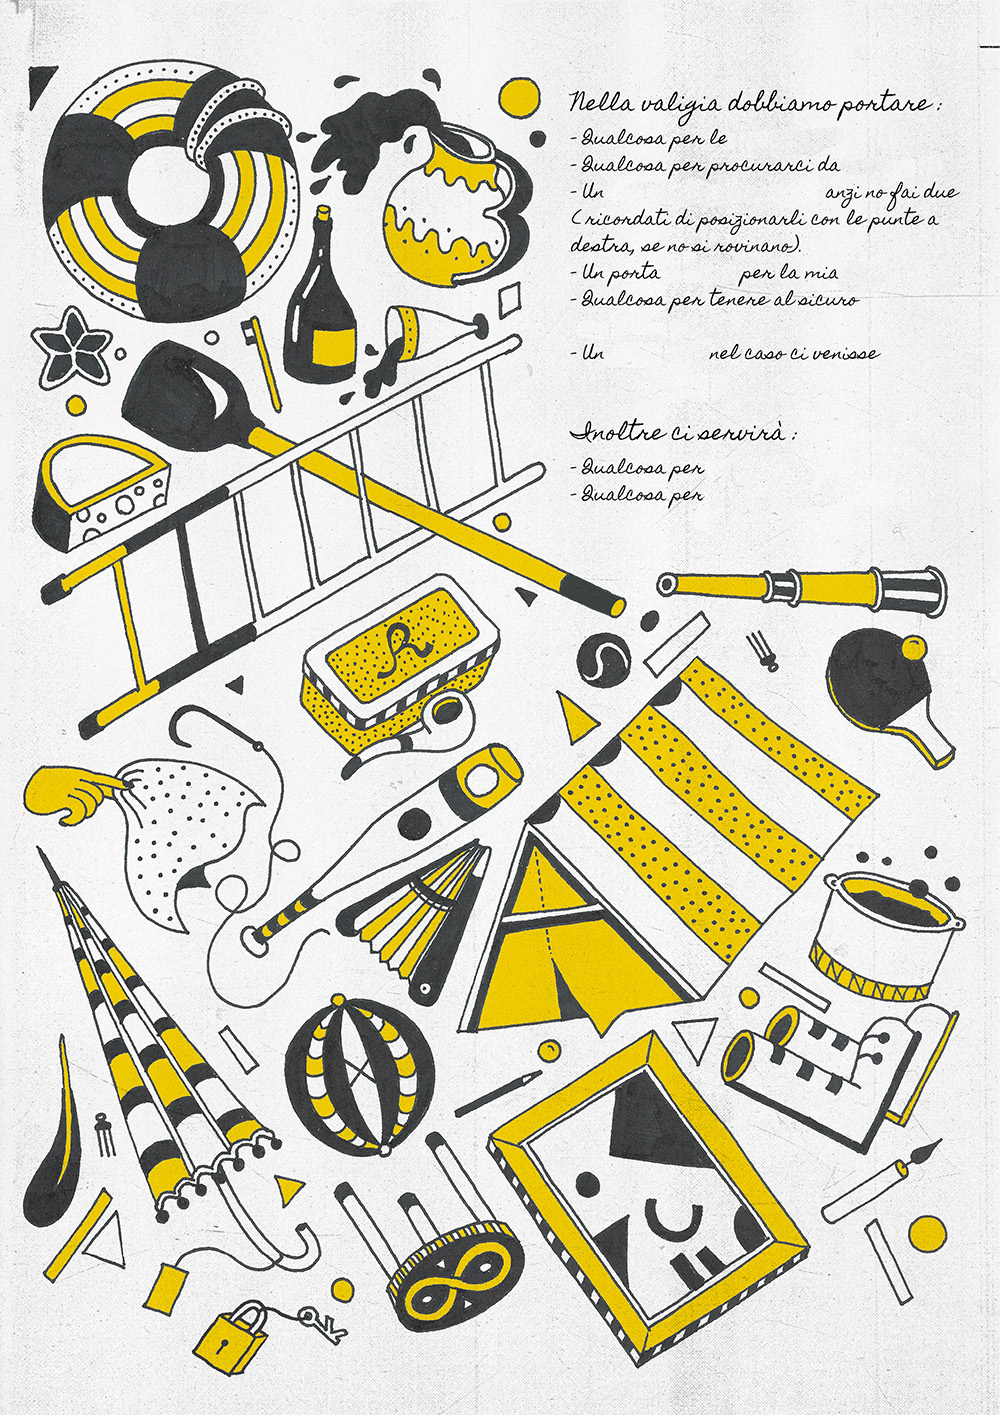 Nella valigia dobbiamo portare:
- Qualcosa per le
- Qualcosa per procurarci da
- Un anzi no fai due
(ricordati di posizionarli con le punte a
destra, se no si rovinano).
- Un porta per la mia
- Qualcosa per tenere al sicuro
- Un nel caso ci venisse
Inoltre ci servirà:
- Qualcosa per
- Qualcosa per
R